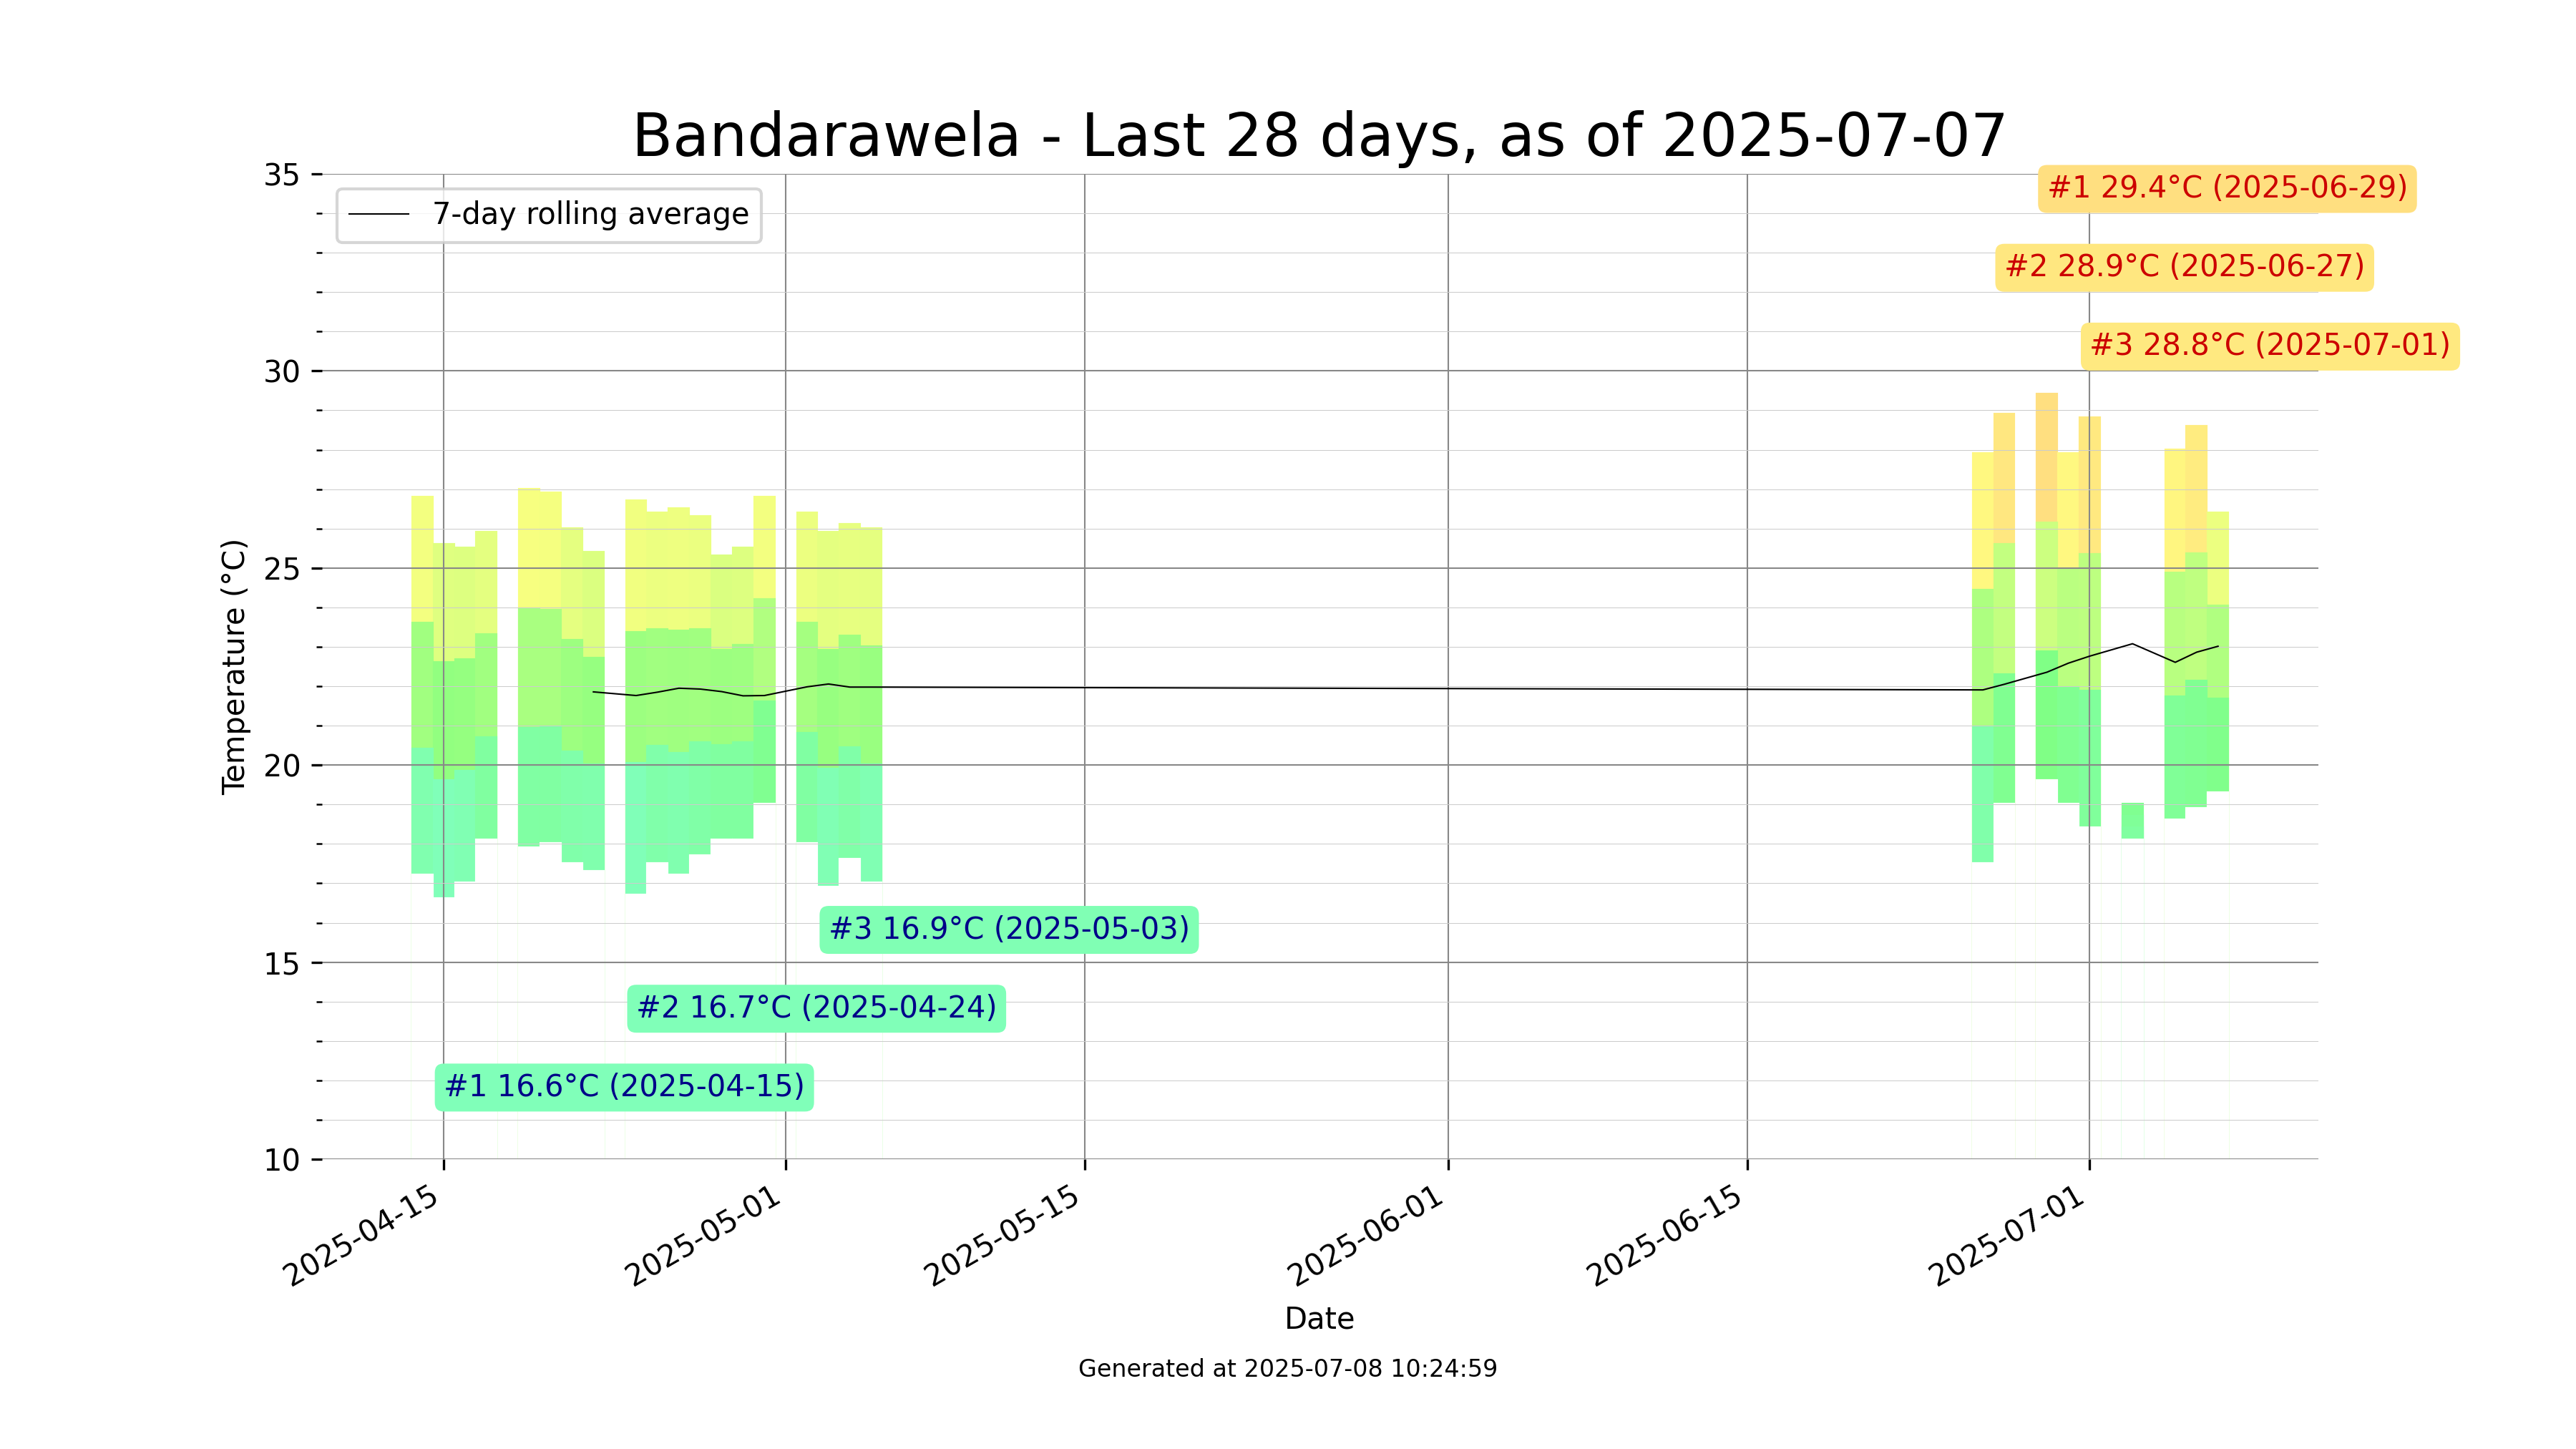 Bandarawela - Last 28 days, as of 2025-07-07
35
7-day rolling average
#1 29.4°C (2025-06-29)
#2 28.9°C (2025-06-27)
#3 28.8°C (2025-07-01)
30
25
Temperature (°C)
20
#3 16.9°C (2025-05-03)
15
#2 16.7°C (2025-04-24)
#1 16.6°C (2025-04-15)
10
2025-04-15
2025-05-01
2025-05-15
2025-06-01
2025-06-15
2025-07-01
Date
Generated at 2025-07-08 10:24:59